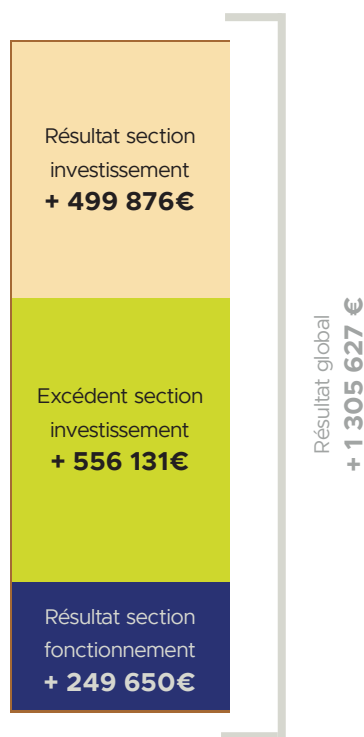 Résultat section
investissement
+ 499 876€
Excédent section
investissement
+ 556 131€
Résultat section
fonctionnement
+ 249 650€
Résultat global
+ 1 305 627 €